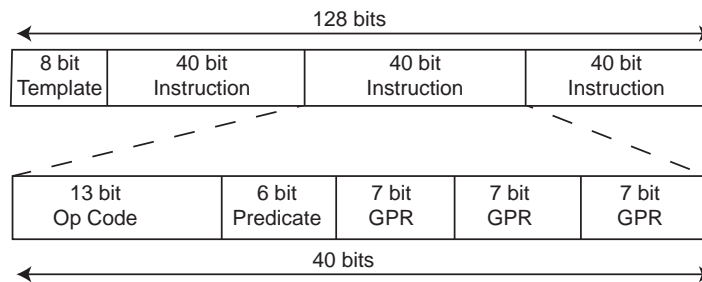 128 bits
8 bit 40 bit 40 bit 40 bit
Template Instruction Instruction Instruction
13 bit 6 bit 7 bit 7 bit 7 bit
Op Code Predicate GPR GPR GPR
40 bits